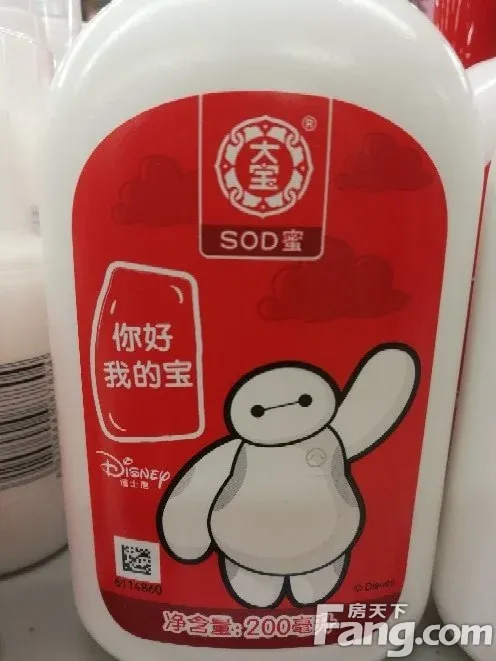 大宝
®
SOD蜜
你好
我的宝
Disney
迪士尼
6114860
© Disney
净含量:200毫升
房天下
Fang.com